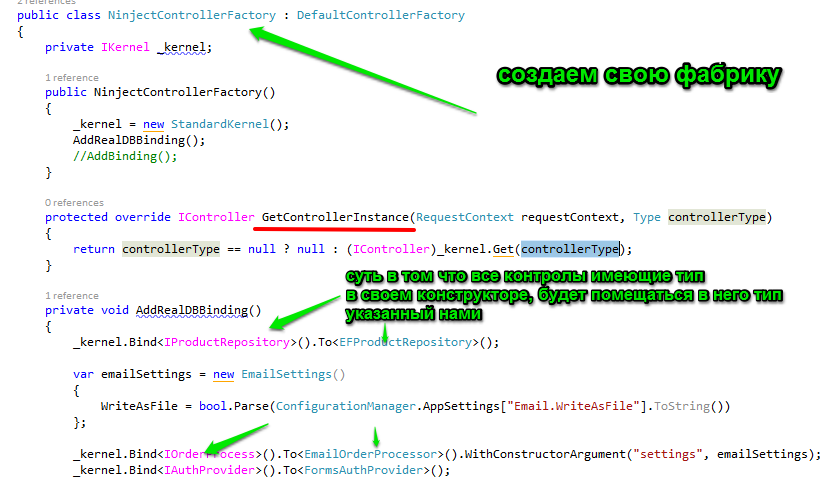 2 references
public class NinjectControllerFactory : DefaultControllerFactory
{
private IKernel _kernel;
создаем свою фабрику
1 reference
public NinjectControllerFactory()
{
_kernel = new StandardKernel();
AddRealDBBinding();
//AddBinding();
}
0 references
protected override IController GetControllerInstance(RequestContext requestContext, Type controllerType)
{
return controllerType == null ? null : (IController)_kernel.Get(controllerType);
}
суть в том что все контролы имеющие тип
в своем конструкторе, будет помещаться в него тип
указанный нами
1 reference
private void AddRealDBBinding()
{
_kernel.Bind<IProductRepository>().To<EFProductRepository>();
var emailSettings = new EmailSettings()
{
WriteAsFile = bool.Parse(ConfigurationManager.AppSettings["Email.WriteAsFile"].ToString())
};
_kernel.Bind<IOrderProcess>().To<EmailOrderProcessor>().WithConstructorArgument("settings", emailSettings);
_kernel.Bind<IAuthProvider>().To<FormsAuthProvider>();